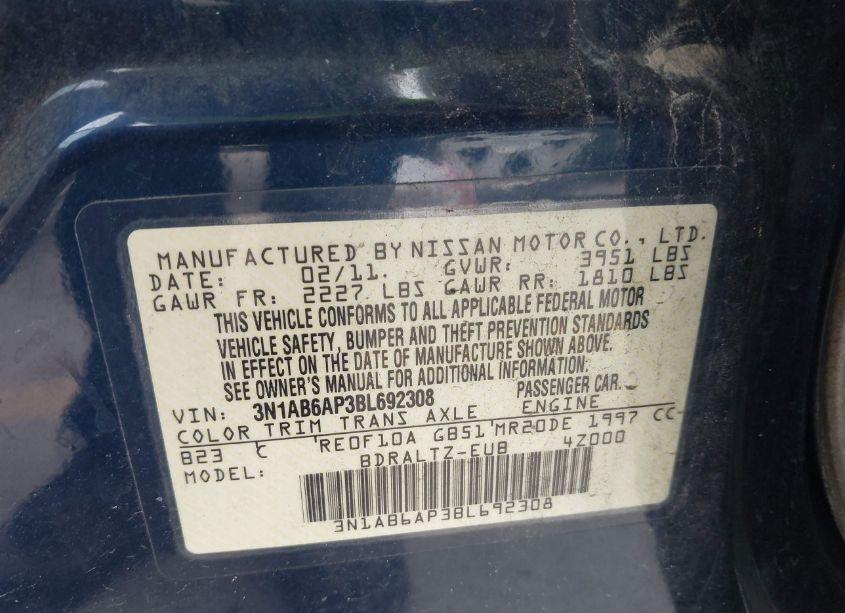 MANUFACTURED BY NISSAN MOTOR CO., LTD.
DATE: 02/11. GVWR: 3951 LBS
GAWR FR: 2227 LBS GAWR RR: 1810 LBS
THIS VEHICLE CONFORMS TO ALL APPLICABLE FEDERAL MOTOR
VEHICLE SAFETY, BUMPER AND THEFT PREVENTION STANDARDS
IN EFFECT ON THE DATE OF MANUFACTURE SHOWN ABOVE.
SEE OWNER'S MANUAL FOR ADDITIONAL INFORMATION.
VIN: 3N1AB6AP3BL692308 PASSENGER CAR
COLOR TRIM TRANS AXLE ENGINE
B23 C RE0F10A GB51 MR20DE 1997 CC
MODEL: BDRALTZ-EUB 4Z000
3N1AB6AP3BL692308